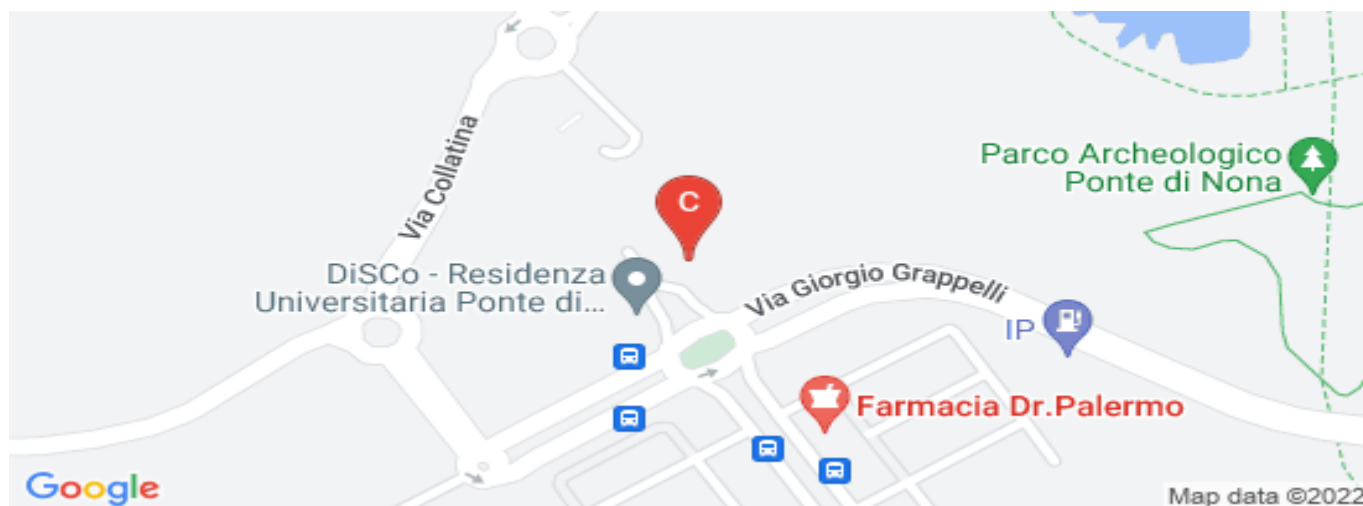 Via Collatina
Parco Archeologico
Ponte di Nona
C
DiSCo - Residenza
Universitaria Ponte di...
Via Giorgio Grappelli
IP
Farmacia Dr.Palermo
Google
Map data ©2022